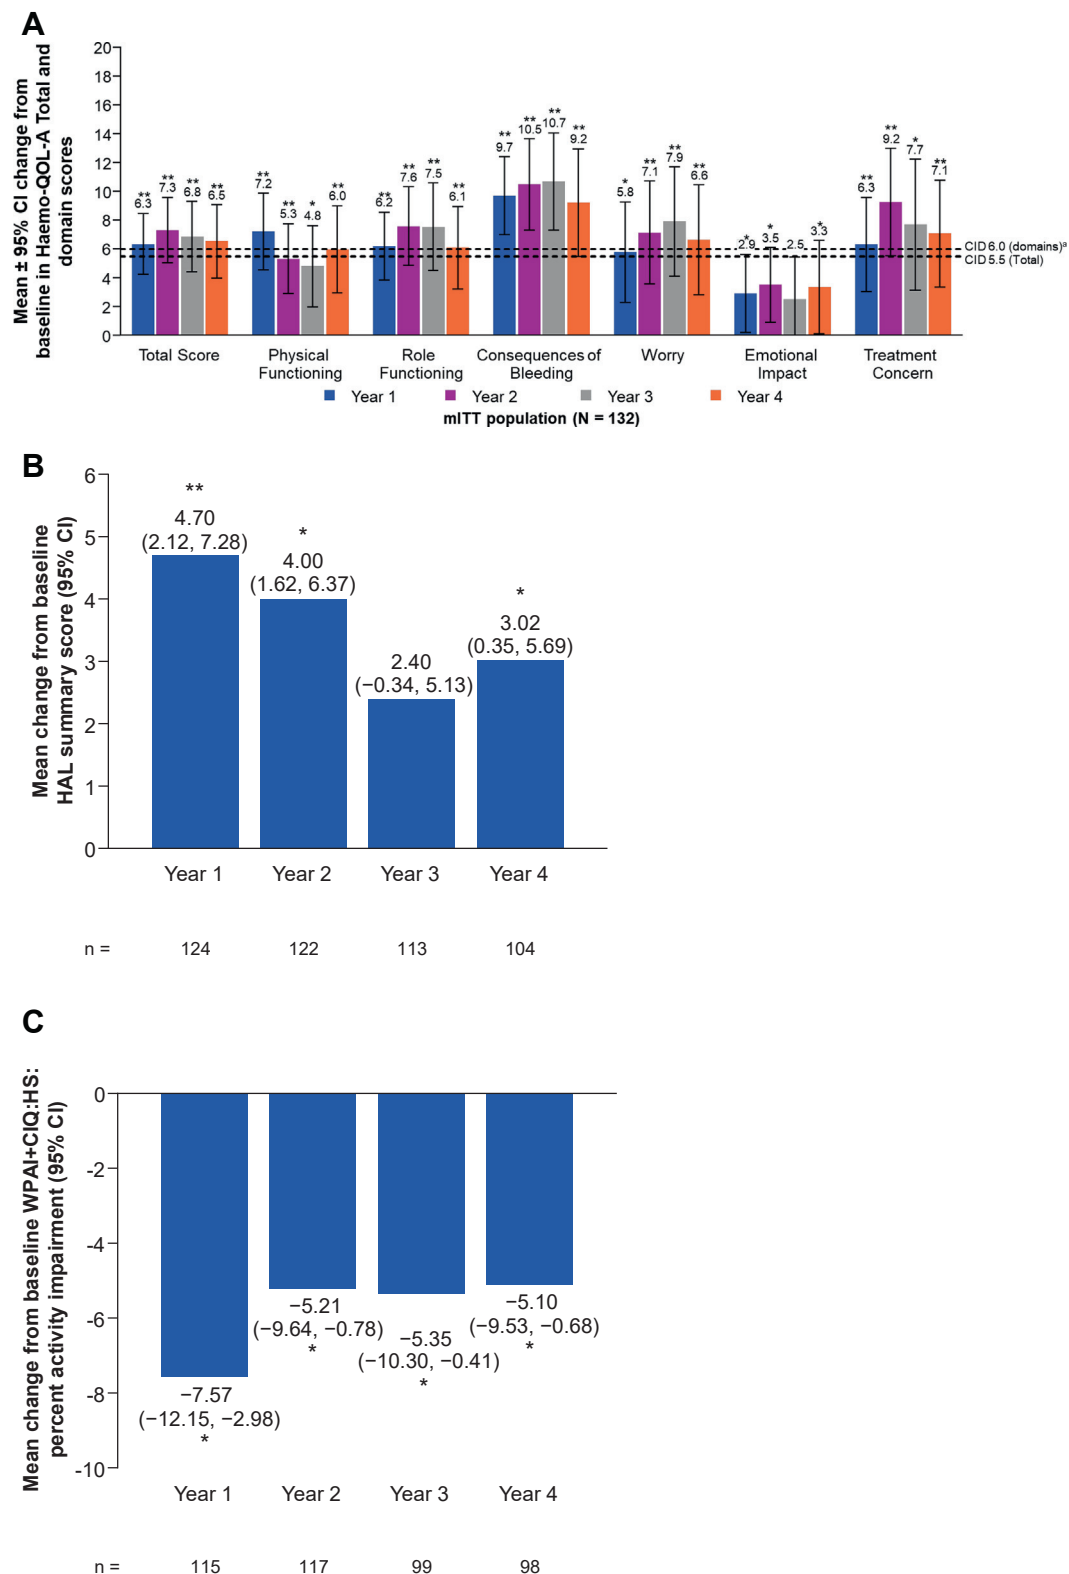 A
Mean ± 95% CI change from
baseline in Haemo-QOL-A Total and
domain scores
20
18
16
14
12
10
8
6
4
2
0
** 6.3 ** 7.3 ** 6.8 ** 6.5
** 7.2 ** 5.3 * 4.8 ** 6.0
** 6.2 ** 7.6 ** 7.5 ** 6.1
** 9.7 ** 10.5 ** 10.7 ** 9.2
* 5.8 ** 7.1 ** 7.9 ** 6.6
* 2.9 * 3.5 2.5 * 3.3
** 6.3 ** 9.2 * 7.7 ** 7.1
CID 6.0 (domains)a
CID 5.5 (Total)
Total Score
Physical
Functioning
Role
Functioning
Consequences of
Bleeding
Worry
Emotional
Impact
Treatment
Concern
Year 1 Year 2 Year 3 Year 4
mITT population (N = 132)
B
Mean change from baseline
HAL summary score (95% CI)
6
5
4
3
2
1
0
**
4.70
(2.12, 7.28)
*
4.00
(1.62, 6.37)
2.40
(−0.34, 5.13)
*
3.02
(0.35, 5.69)
Year 1 Year 2 Year 3 Year 4
n = 124 122 113 104
C
Mean change from baseline WPAI+CIQ:HS:
percent activity impairment (95% CI)
0
-2
-4
-6
-8
-10
−7.57
(−12.15, −2.98)
*
−5.21
(−9.64, −0.78)
*
−5.35
(−10.30, −0.41)
*
−5.10
(−9.53, −0.68)
*
Year 1 Year 2 Year 3 Year 4
n = 115 117 99 98